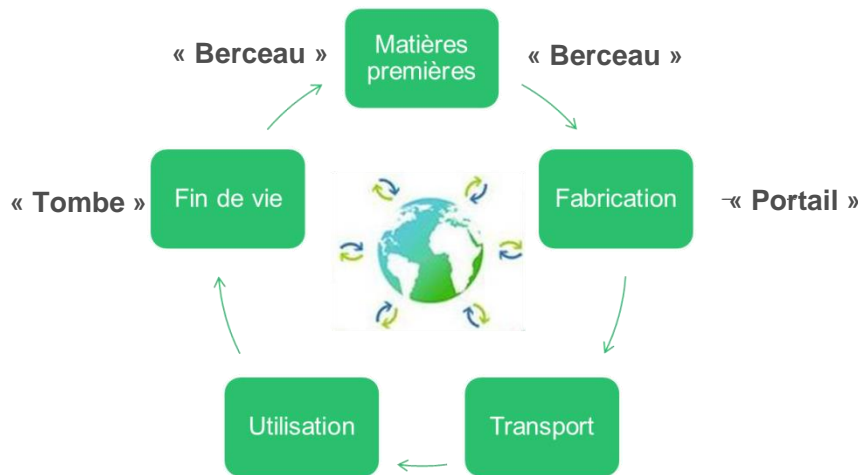 « Berceau »
Matières
premières
« Berceau »
« Tombe »
Fin de vie
Fabrication
« Portail »
Utilisation
Transport